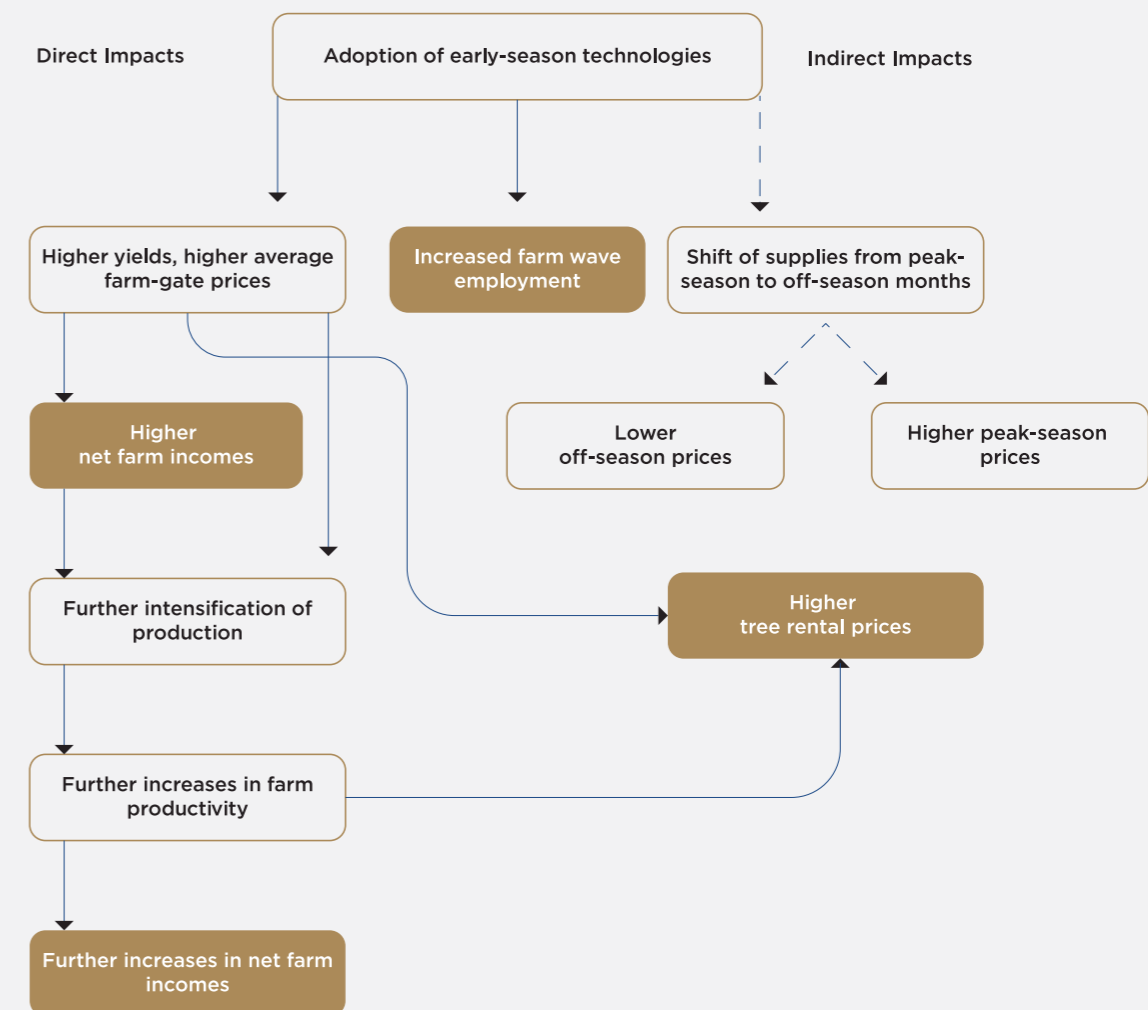 Direct Impacts
Adoption of early-season technologies
Indirect Impacts
Higher yields, higher average
farm-gate prices
Increased farm wave
employment
Shift of supplies from peak-
season to off-season months
Higher
net farm incomes
Lower
off-season prices
Higher peak-season
prices
Further intensification of
production
Higher
tree rental prices
Further increases in farm
productivity
Further increases in net farm
incomes